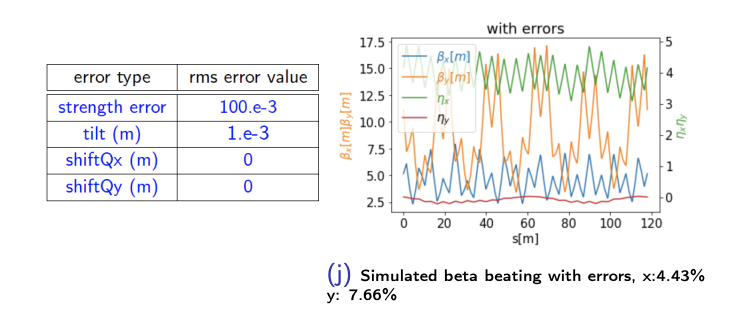 error type rms error value
strength error 100.e-3
tilt (m) 1.e-3
shiftQx (m) 0
shiftQy (m) 0
with errors
17.5
15.0
12.5
10.0
7.5
5.0
2.5
βx[m]βy[m]
βx[m]
βy[m]
ηx
ηy
5
4
3
2
1
0
ηxηy
0 20 40 60 80 100 120
s[m]
(j) Simulated beta beating with errors, x:4.43%
y: 7.66%